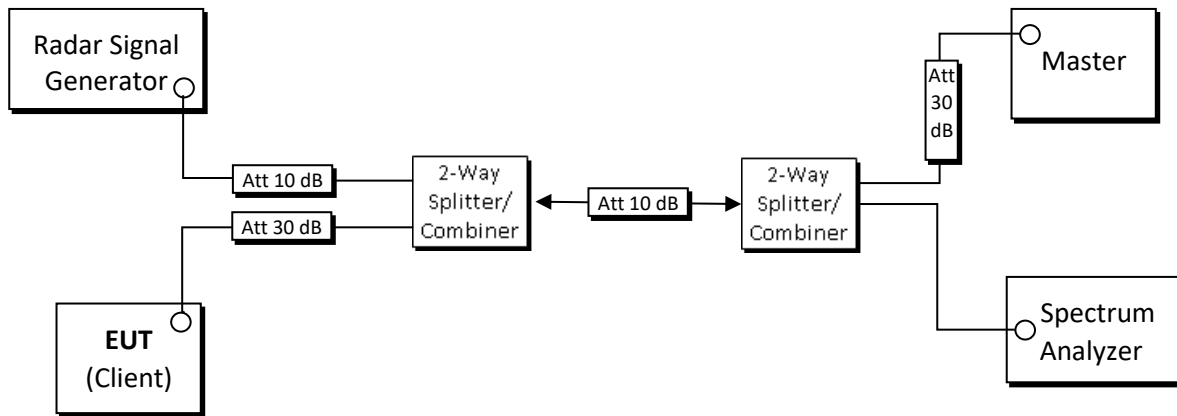 Radar Signal
Generator
Att 10 dB
Att 30 dB
EUT
(Client)
2-Way
Splitter/
Combiner
Att 10 dB
2-Way
Splitter/
Combiner
Att
30
dB
Master
Spectrum
Analyzer